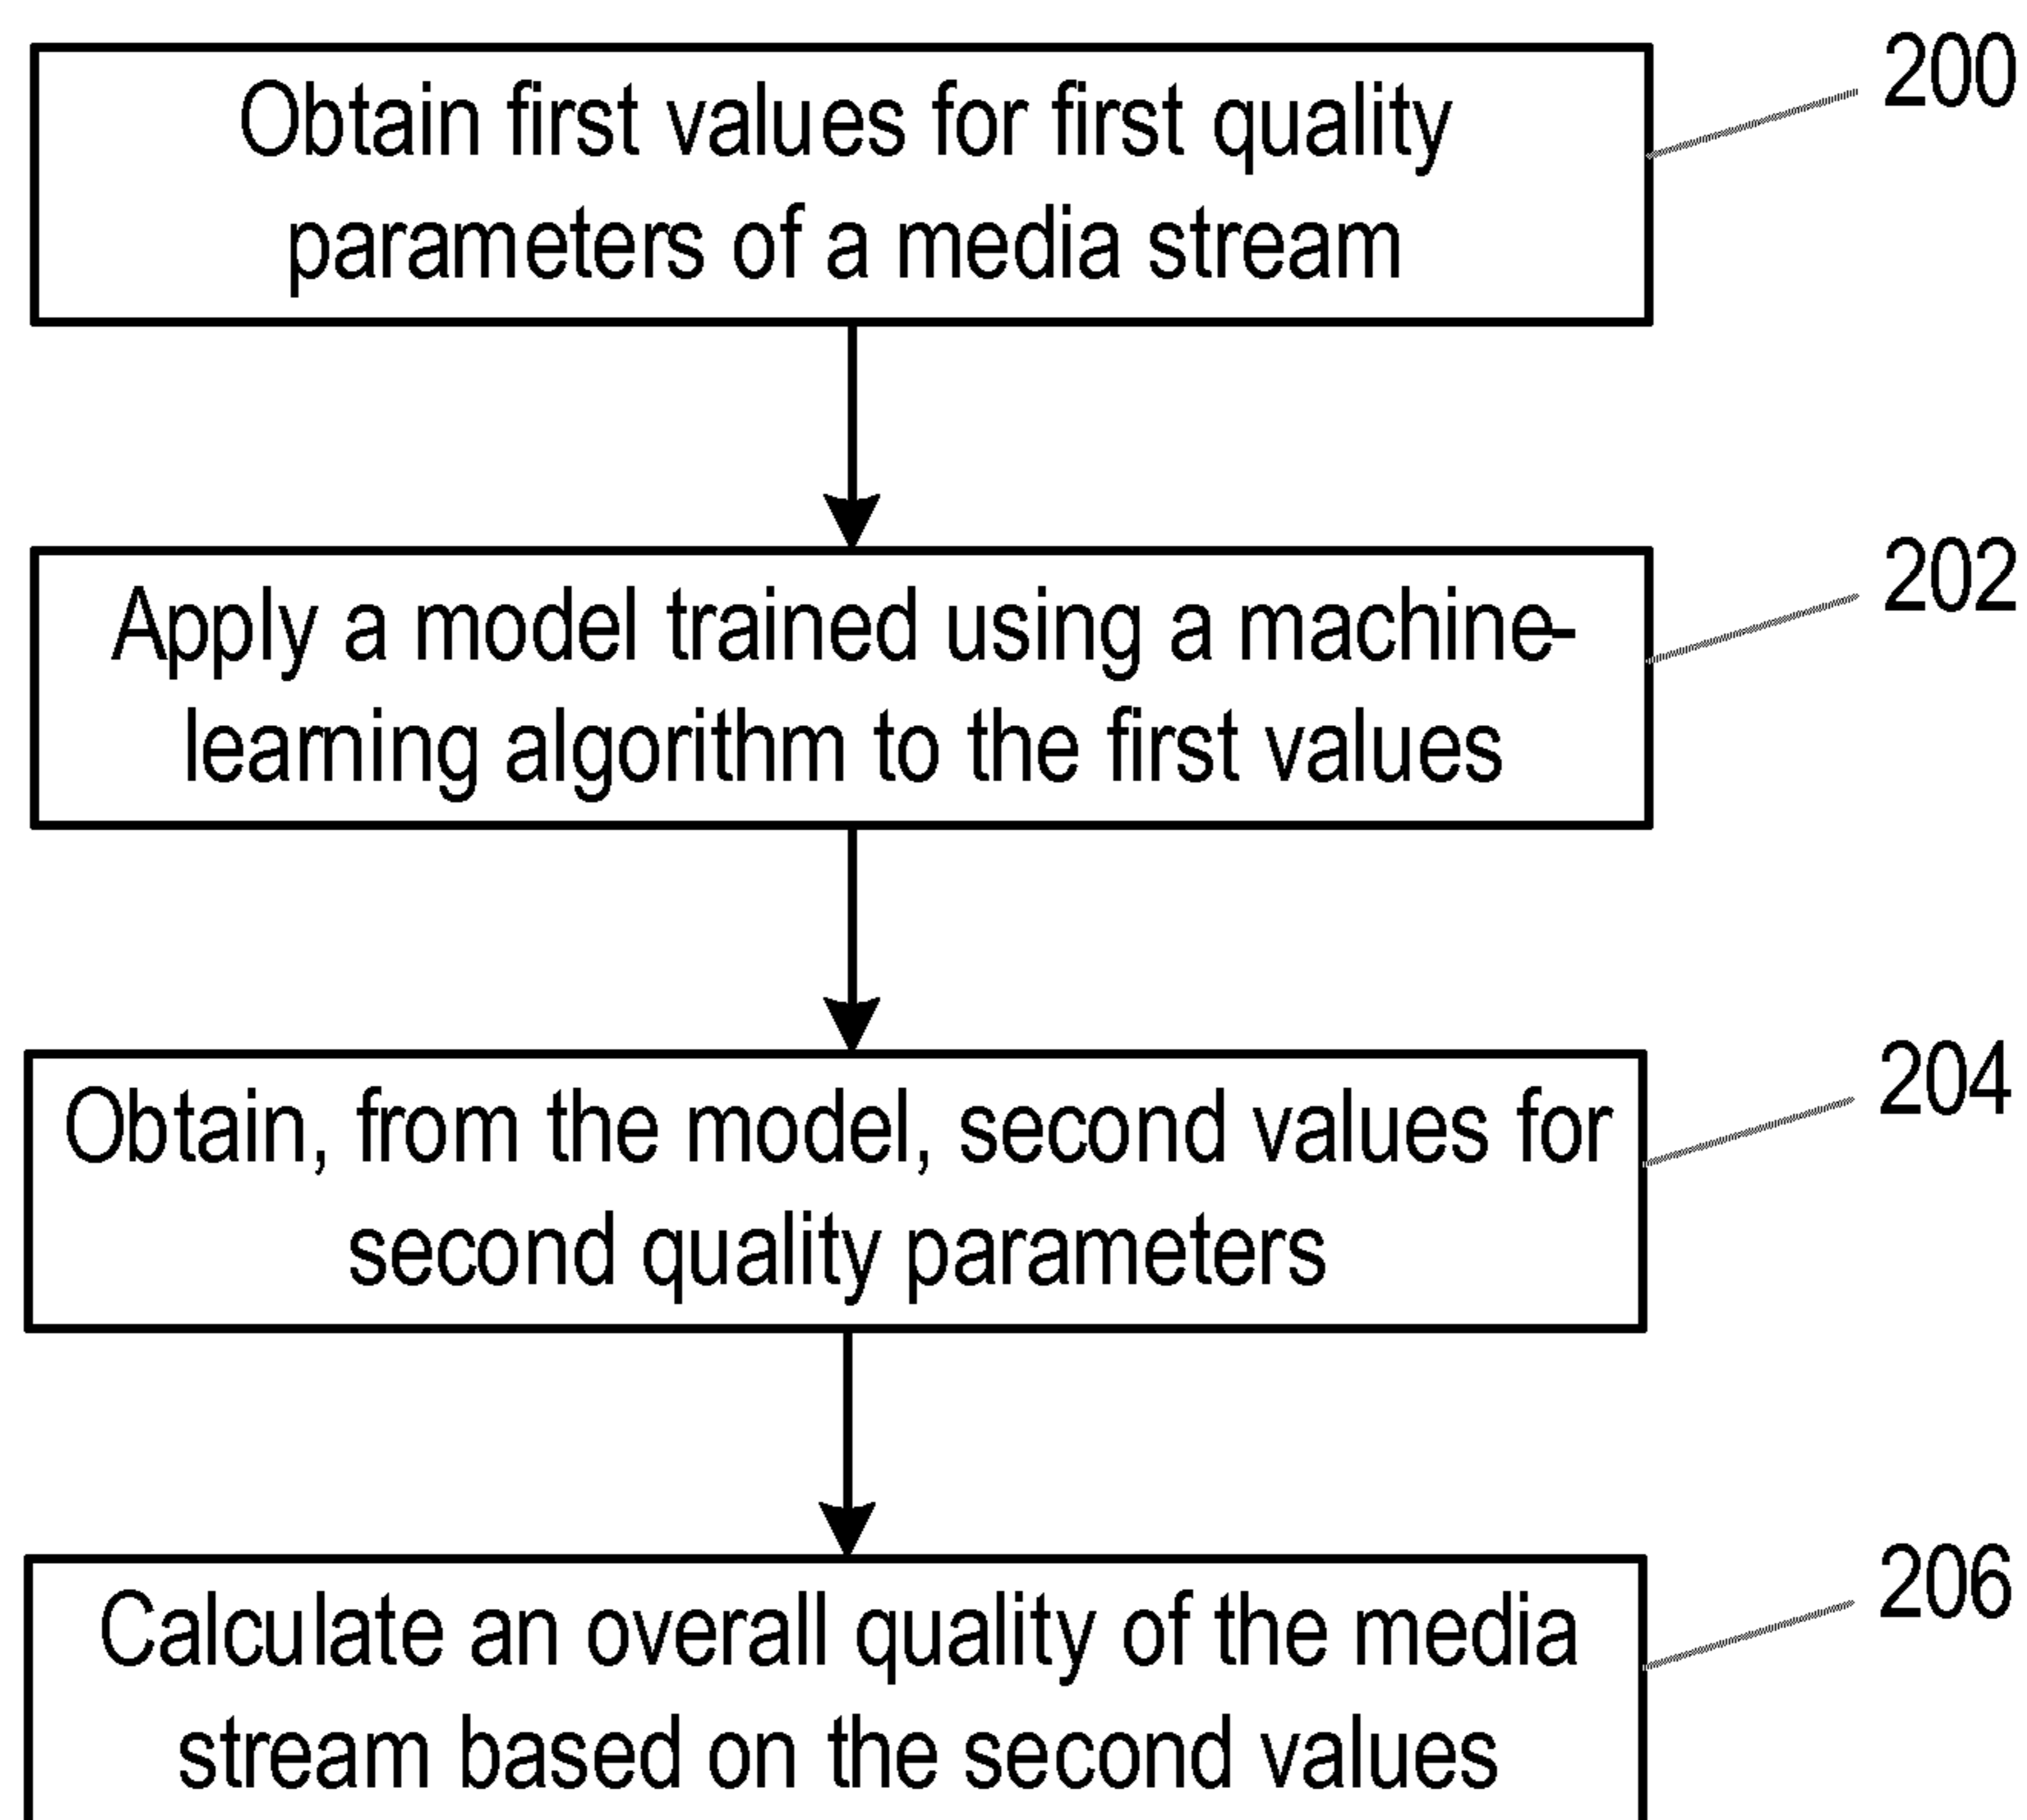 Obtain first values for first quality
parameters of a media stream
200
Apply a model trained using a machine-
learning algorithm to the first values
202
Obtain, from the model, second values for
second quality parameters
204
Calculate an overall quality of the media
stream based on the second values
206